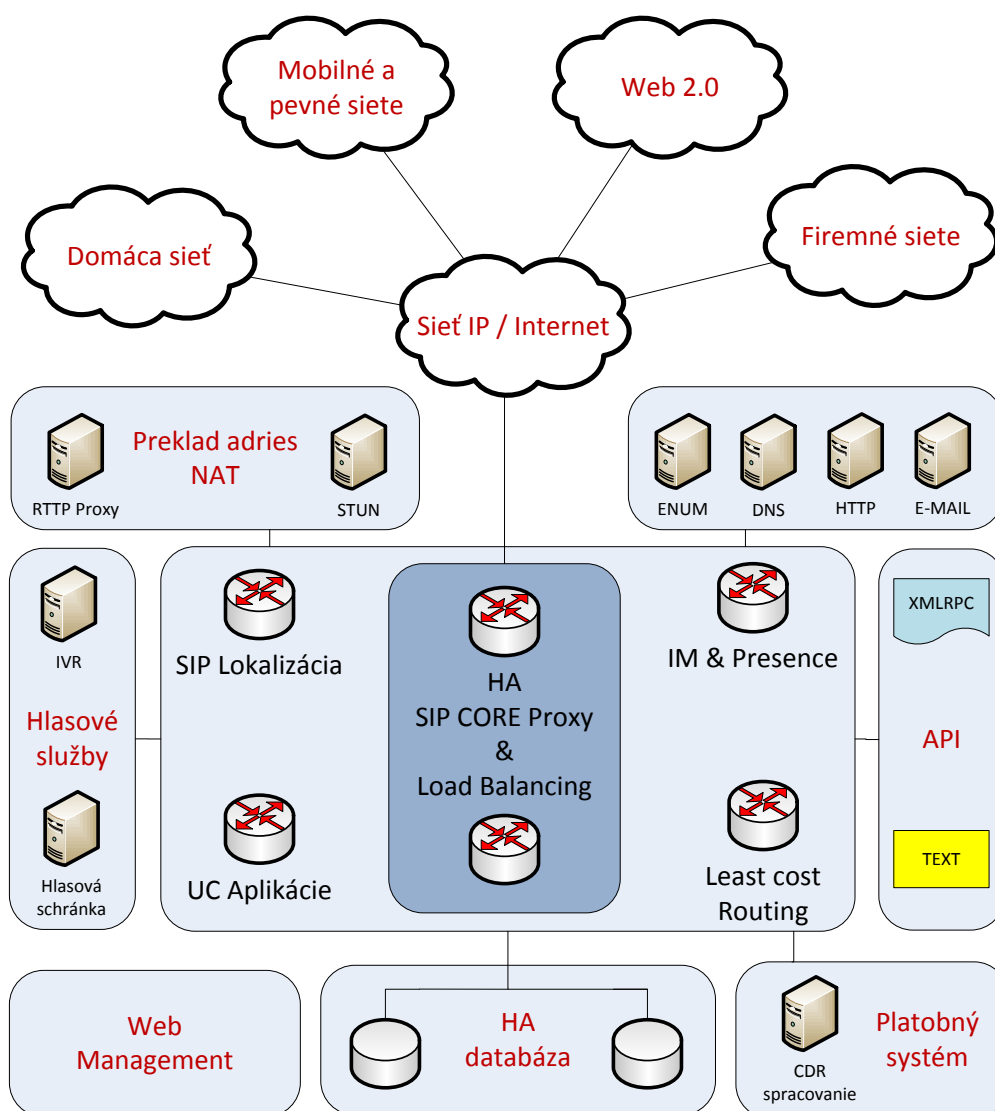 Mobilné a
pevné siete
Web 2.0
Domáca sieť
Firemné siete
Sieť IP / Internet
Preklad adries
NAT
RTTP Proxy
STUN
ENUM
DNS
HTTP
E-MAIL
IVR
Hlasové
služby
Hlasová
schránka
SIP Lokalizácia
UC Aplikácie
HA
SIP CORE Proxy
&
Load Balancing
IM & Presence
Least cost
Routing
XMLRPC
API
TEXT
Web
Management
HA
databáza
CDR
spracovanie
Platobný
systém